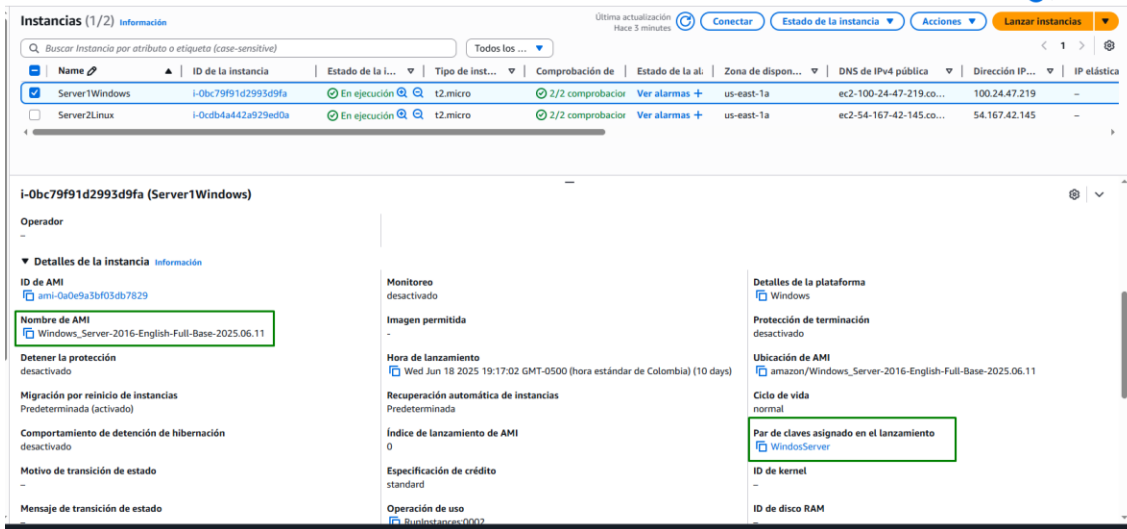 Instancias (1/2) Información
Última actualización
Hace 3 minutes
Conectar
Estado de la instancia
Acciones
Lanzar instancias
Buscar Instancia por atributo o etiqueta (case-sensitive)
Todos los ...
1
Name ID de la instancia Estado de la i... Tipo de inst... Comprobación de Estado de la al: Zona de dispon... DNS de IPv4 pública Dirección IP... IP elástica
Server1Windows i-0bc79f91d2993d9fa En ejecución t2.micro 2/2 comprobacior Ver alarmas + us-east-1a ec2-100-24-47-219.co... 100.24.47.219 –
Server2Linux i-0cdb4a442a929ed0a En ejecución t2.micro 2/2 comprobacior Ver alarmas + us-east-1a ec2-54-167-42-145.co... 54.167.42.145 –
i-0bc79f91d2993d9fa (Server1Windows)
Operador
–
Detalles de la instancia Información
ID de AMI
ami-0a0e9a3bf03db7829
Monitoreo
desactivado
Detalles de la plataforma
Windows
Nombre de AMI
Windows_Server-2016-English-Full-Base-2025.06.11
Imagen permitida
-
Protección de terminación
desactivado
Detener la protección
desactivado
Hora de lanzamiento
Wed Jun 18 2025 19:17:02 GMT-0500 (hora estándar de Colombia) (10 days)
Ubicación de AMI
amazon/Windows_Server-2016-English-Full-Base-2025.06.11
Migración por reinicio de instancias
Predeterminada (activado)
Recuperación automática de instancias
Predeterminada
Ciclo de vida
normal
Comportamiento de detención de hibernación
desactivado
Índice de lanzamiento de AMI
0
Par de claves asignado en el lanzamiento
WindosServer
Motivo de transición de estado
–
Especificación de crédito
standard
ID de kernel
–
Mensaje de transición de estado
–
Operación de uso
RunInstances:0002
ID de disco RAM
–